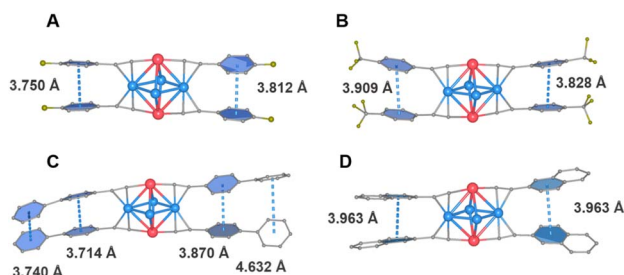 A
3.750 Å
3.812 Å
B
3.909 Å
3.828 Å
C
3.740 Å
3.714 Å
3.870 Å
4.632 Å
D
3.963 Å
3.963 Å